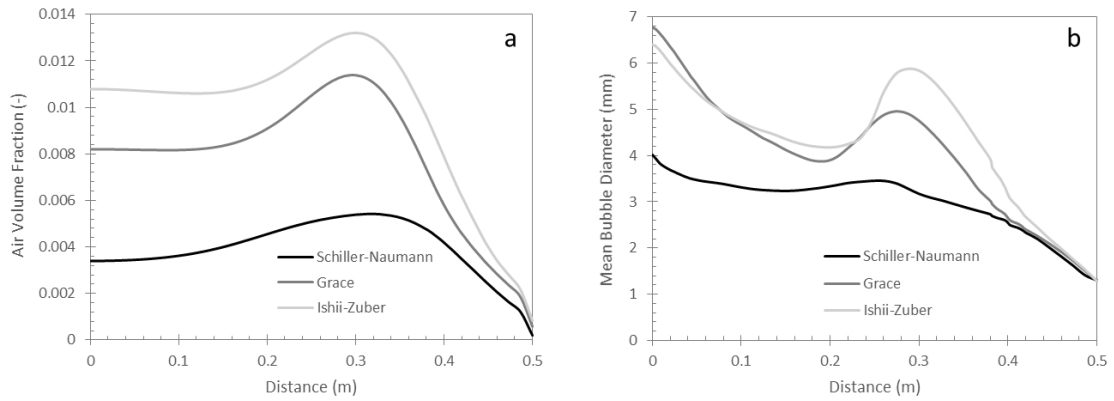 a
0.014
0.012
0.01
0.008
0.006
0.004
0.002
0
Air Volume Fraction (-)
Schiller-Naumann
Grace
Ishii-Zuber
0 0.1 0.2 0.3 0.4 0.5
Distance (m)
b
7
6
5
4
3
2
1
0
Mean Bubble Diameter (mm)
Schiller-Naumann
Grace
Ishii-Zuber
0 0.1 0.2 0.3 0.4 0.5
Distance (m)